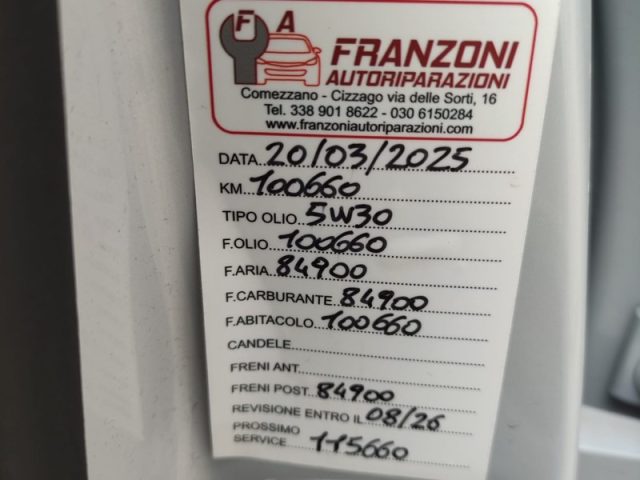 F A
FRANZONI
AUTORIPARAZIONI
Comezzano - Cizzago via delle Sorti, 16
Tel. 338 901 8622 - 030 6150284
www.franzoniautoriparazioni.com
DATA 20/03/2025
KM 100660
TIPO OLIO 5W30
F.OLIO 100660
F.ARIA 84900
F.CARBURANTE 84900
F.ABITACOLO 100660
CANDELE
FRENI ANT.
FRENI POST. 84900
REVISIONE ENTRO IL 08/26
PROSSIMO
SERVICE 115660